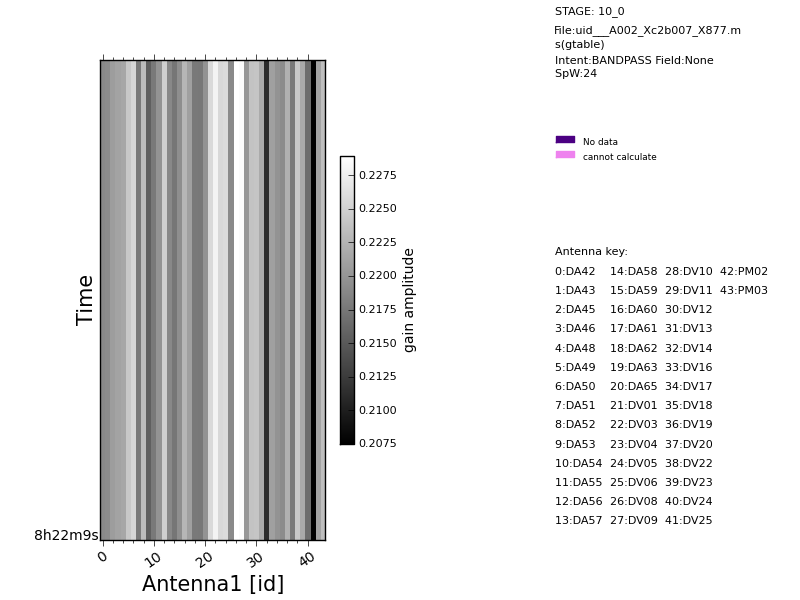 STAGE: 10_0
File:uid___A002_Xc2b007_X877.m
s(gtable)
Intent:BANDPASS Field:None
SpW:24
No data
cannot calculate
0.2275
0.2250
0.2225
0.2200
0.2175
0.2150
0.2125
0.2100
0.2075
gain amplitude
Time
8h22m9s
0 10 20 30 40
Antenna1 [id]
Antenna key:
0:DA42 14:DA58 28:DV10 42:PM02
1:DA43 15:DA59 29:DV11 43:PM03
2:DA45 16:DA60 30:DV12
3:DA46 17:DA61 31:DV13
4:DA48 18:DA62 32:DV14
5:DA49 19:DA63 33:DV16
6:DA50 20:DA65 34:DV17
7:DA51 21:DV01 35:DV18
8:DA52 22:DV03 36:DV19
9:DA53 23:DV04 37:DV20
10:DA54 24:DV05 38:DV22
11:DA55 25:DV06 39:DV23
12:DA56 26:DV08 40:DV24
13:DA57 27:DV09 41:DV25